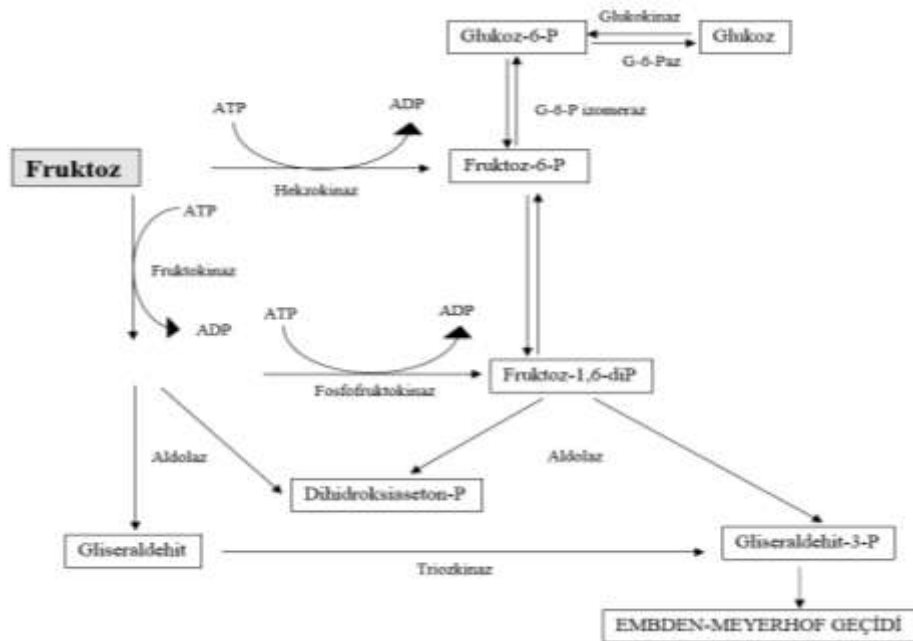 Glukokinaz
Glukoz-6-P
Glukoz
G-6-Paz
ATP
ADP
G-6-P izomeraz
Fruktoz
Fruktoz-6-P
Hekzokinaz
ATP
Fruktokinaz
ADP
ATP
ADP
Fosfofruktokinaz
Fruktoz-1,6-diP
Aldolaz
Aldolaz
Dihidroksiaseton-P
Gliseraldehit
Gliseraldehit-3-P
Triozkinaz
EMBDEN-MEYERHOF GEÇİDİ